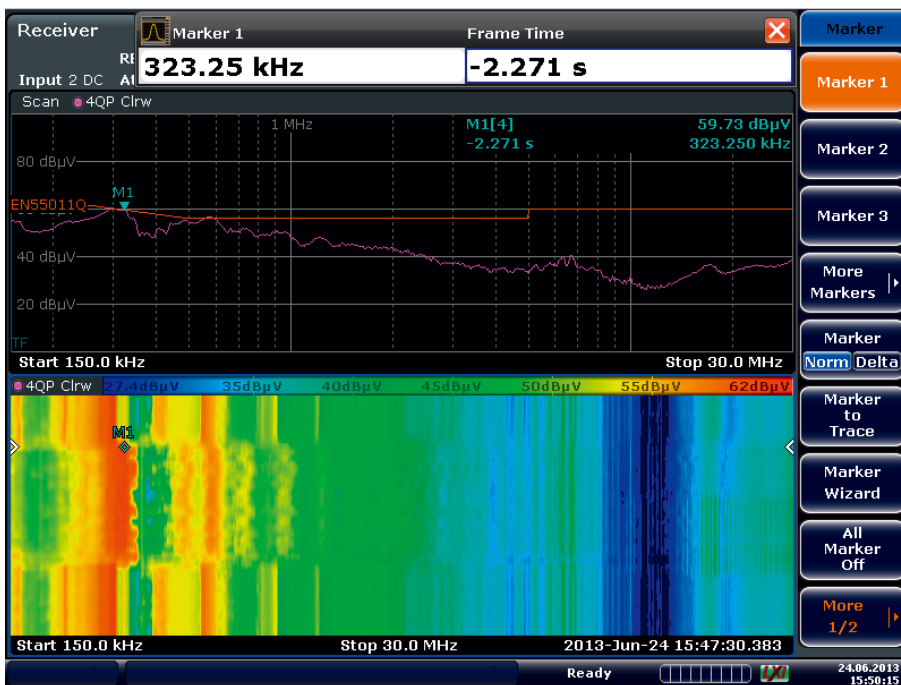 Receiver
Marker 1
Frame Time
Marker
323.25 kHz
-2.271 s
Input 2 DC
Marker 1
Scan 4QP Clrw
1 MHz
M1[4]
59.73 dBµV
-2.271 s
323.250 kHz
Marker 2
80 dBµV
M1
EN55011Q
Marker 3
40 dBµV
More
Markers
20 dBµV
TF
Marker
Norm Delta
Start 150.0 kHz
Stop 30.0 MHz
4QP Clrw 27.4dBµV 35dBµV 40dBµV 45dBµV 50dBµV 55dBµV 62dBµV
Marker
to
Trace
M1
Marker
Wizard
All
Marker
Off
More
1/2
Start 150.0 kHz
Stop 30.0 MHz
2013-Jun-24 15:47:30.383
Ready
LXI
24.06.2013
15:50:15